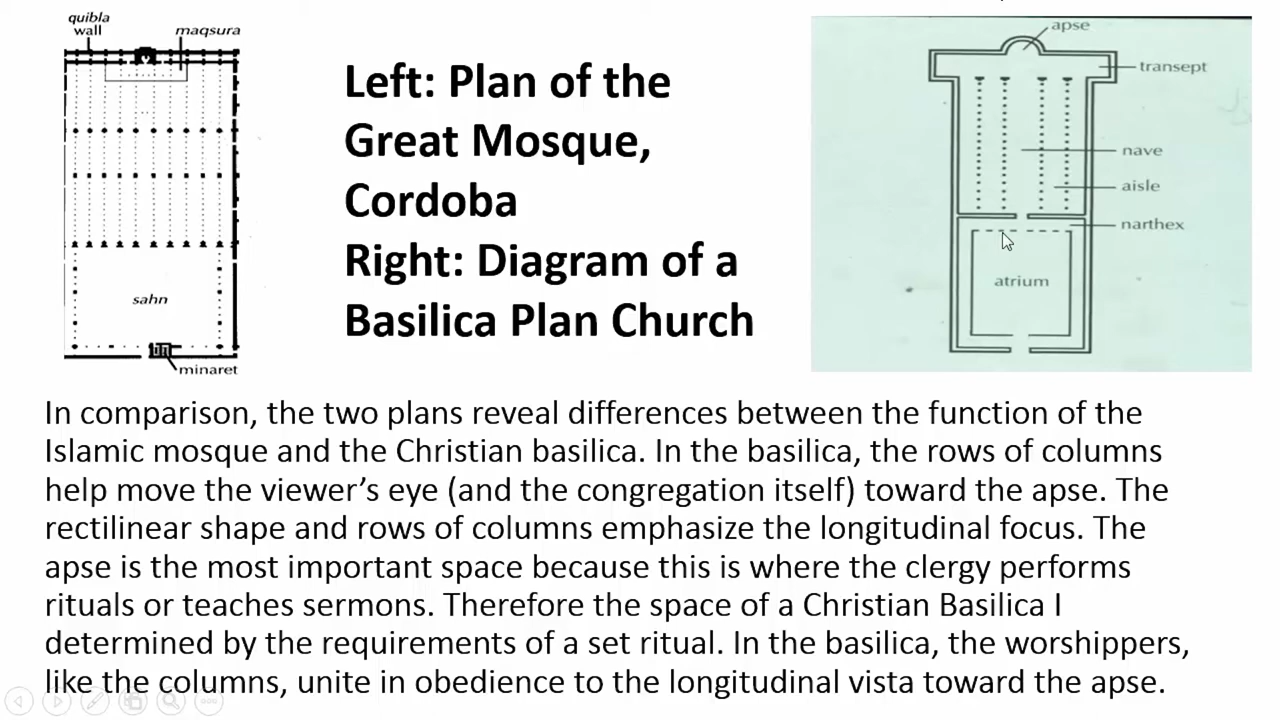 quibla
wall
maqsura
sahn
minaret
Left: Plan of the
Great Mosque,
Cordoba
Right: Diagram of a
Basilica Plan Church
apse
transept
nave
aisle
narthex
atrium
In comparison, the two plans reveal differences between the function of the
Islamic mosque and the Christian basilica. In the basilica, the rows of columns
help move the viewer’s eye (and the congregation itself) toward the apse. The
rectilinear shape and rows of columns emphasize the longitudinal focus. The
apse is the most important space because this is where the clergy performs
rituals or teaches sermons. Therefore the space of a Christian Basilica I
determined by the requirements of a set ritual. In the basilica, the worshippers,
like the columns, unite in obedience to the longitudinal vista toward the apse.